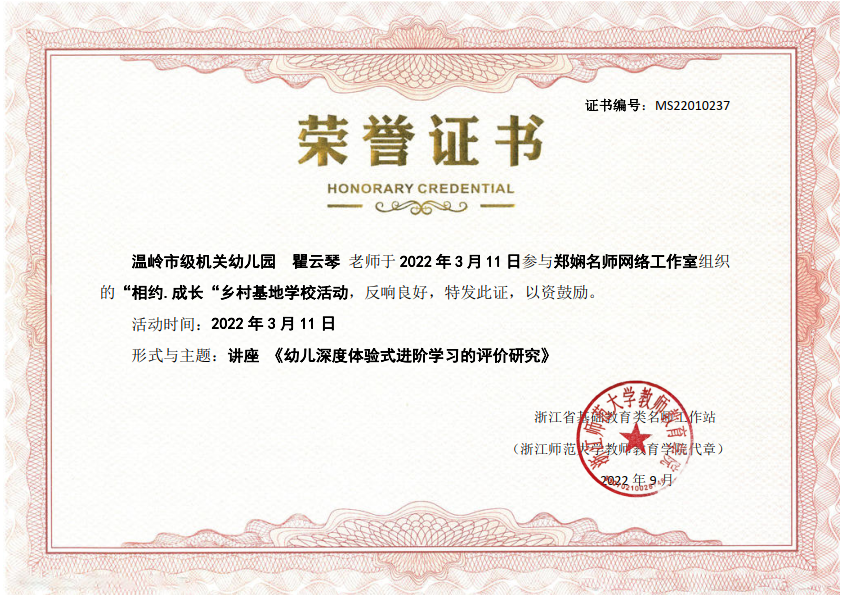 证书编号：MS22010237
荣誉证书
HONORARY CREDENTIAL
温岭市级机关幼儿园 瞿云琴 老师于 2022 年 3 月 11 日参与郑娴名师网络工作室组织
的“相约.成长“乡村基地学校活动，反响良好，特发此证，以资鼓励。
活动时间：2022 年 3 月 11 日
形式与主题：讲座 《幼儿深度体验式进阶学习的评价研究》
浙江省基础教育类名师工作站
（浙江师范大学教师教育学院代章）
浙江师范大学教师教育学院
2022 年 9 月